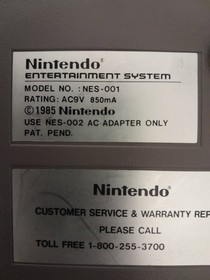 Nintendo®
ENTERTAINMENT SYSTEM
MODEL NO. :NES-001
RATING: AC9V 850mA
©1985 Nintendo
USE NES-002 AC ADAPTER ONLY
PAT. PEND.
Nintendo®
CUSTOMER SERVICE & WARRANTY REP
PLEASE CALL
TOLL FREE 1-800-255-3700